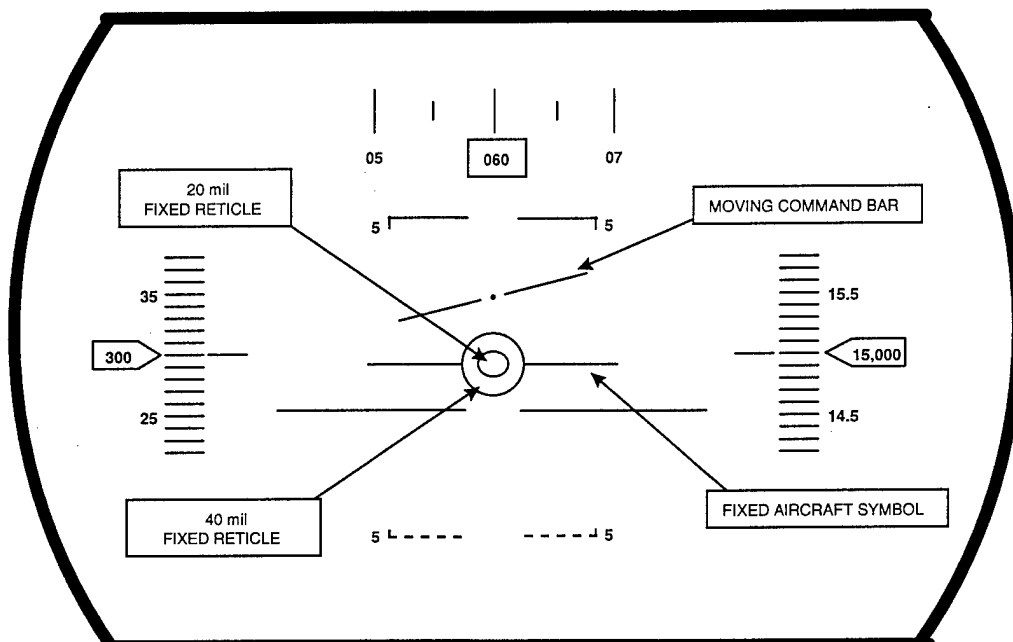 05
060
07
20 mil
FIXED RETICLE
MOVING COMMAND BAR
5
5
35
15.5
300
15,000
25
14.5
40 mil
FIXED RETICLE
FIXED AIRCRAFT SYMBOL
5
5